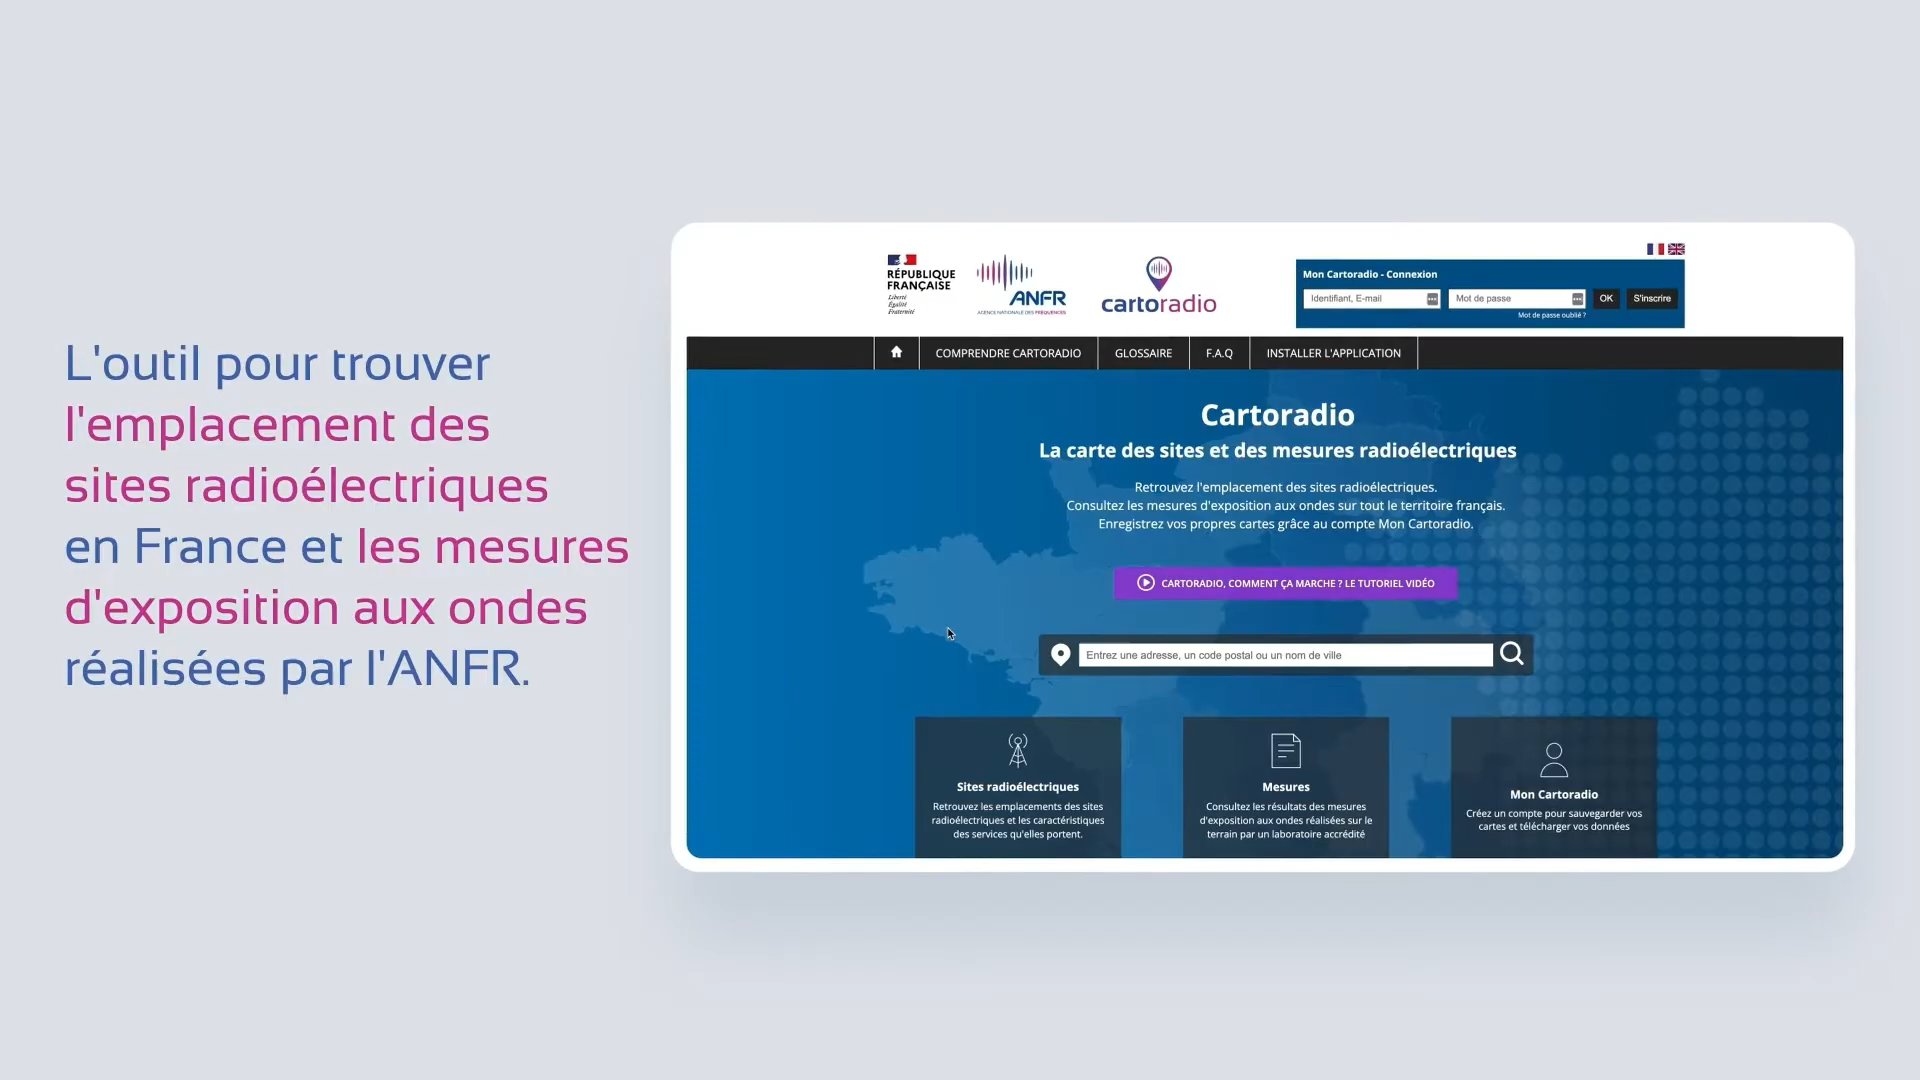 L'outil pour trouver
l'emplacement des
sites radioélectriques
en France et les mesures
d'exposition aux ondes
réalisées par l'ANFR.
RÉPUBLIQUE
FRANÇAISE
Liberté
Égalité
Fraternité
ANFR
AGENCE NATIONALE DES FRÉQUENCES
cartoradio
Mon Cartoradio - Connexion
Identifiant, E-mail
Mot de passe
OK
S'inscrire
Mot de passe oublié ?
COMPRENDRE CARTORADIO
GLOSSAIRE
F.A.Q
INSTALLER L'APPLICATION
Cartoradio
La carte des sites et des mesures radioélectriques
Retrouvez l'emplacement des sites radioélectriques.
Consultez les mesures d'exposition aux ondes sur tout le territoire français.
Enregistrez vos propres cartes grâce au compte Mon Cartoradio.
CARTORADIO, COMMENT ÇA MARCHE ? LE TUTORIEL VIDÉO
Entrez une adresse, un code postal ou un nom de ville
Sites radioélectriques
Retrouvez les emplacements des sites
radioélectriques et les caractéristiques
des services qu'elles portent.
Mesures
Consultez les résultats des mesures
d'exposition aux ondes réalisées sur le
terrain par un laboratoire accrédité
Mon Cartoradio
Créez un compte pour sauvegarder vos
cartes et télécharger vos données